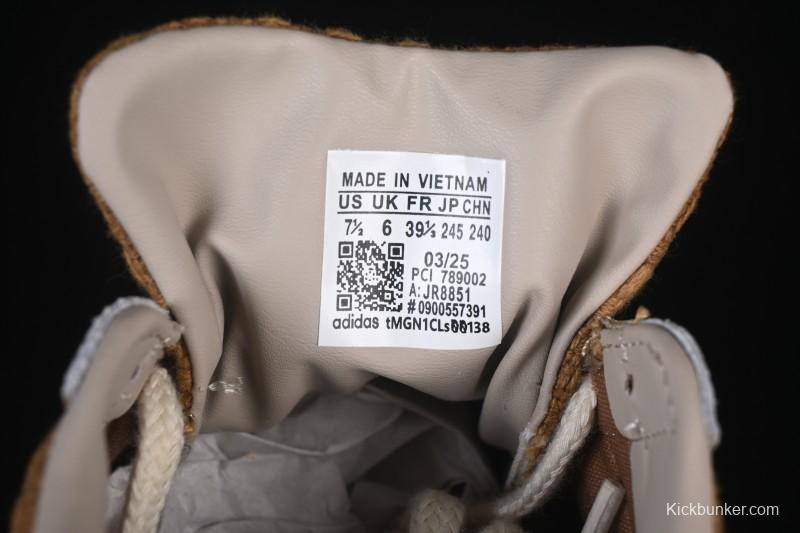 MADE IN VIETNAM
US UK FR JP CHN
7½ 6 39⅓ 245 240
03/25
PCI 789002
A: JR8851
# 0900557391
adidas tMGN1CLs00138
Kickbunker.com